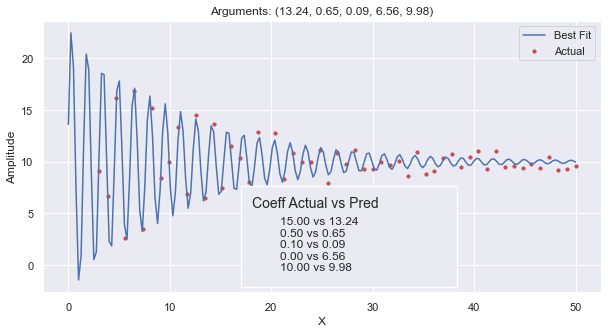 Arguments: (13.24, 0.65, 0.09, 6.56, 9.98)
Best Fit
Actual
Amplitude
20
15
10
5
0
Coeff Actual vs Pred
15.00 vs 13.24
0.50 vs 0.65
0.10 vs 0.09
0.00 vs 6.56
10.00 vs 9.98
0 10 20 30 40 50
X